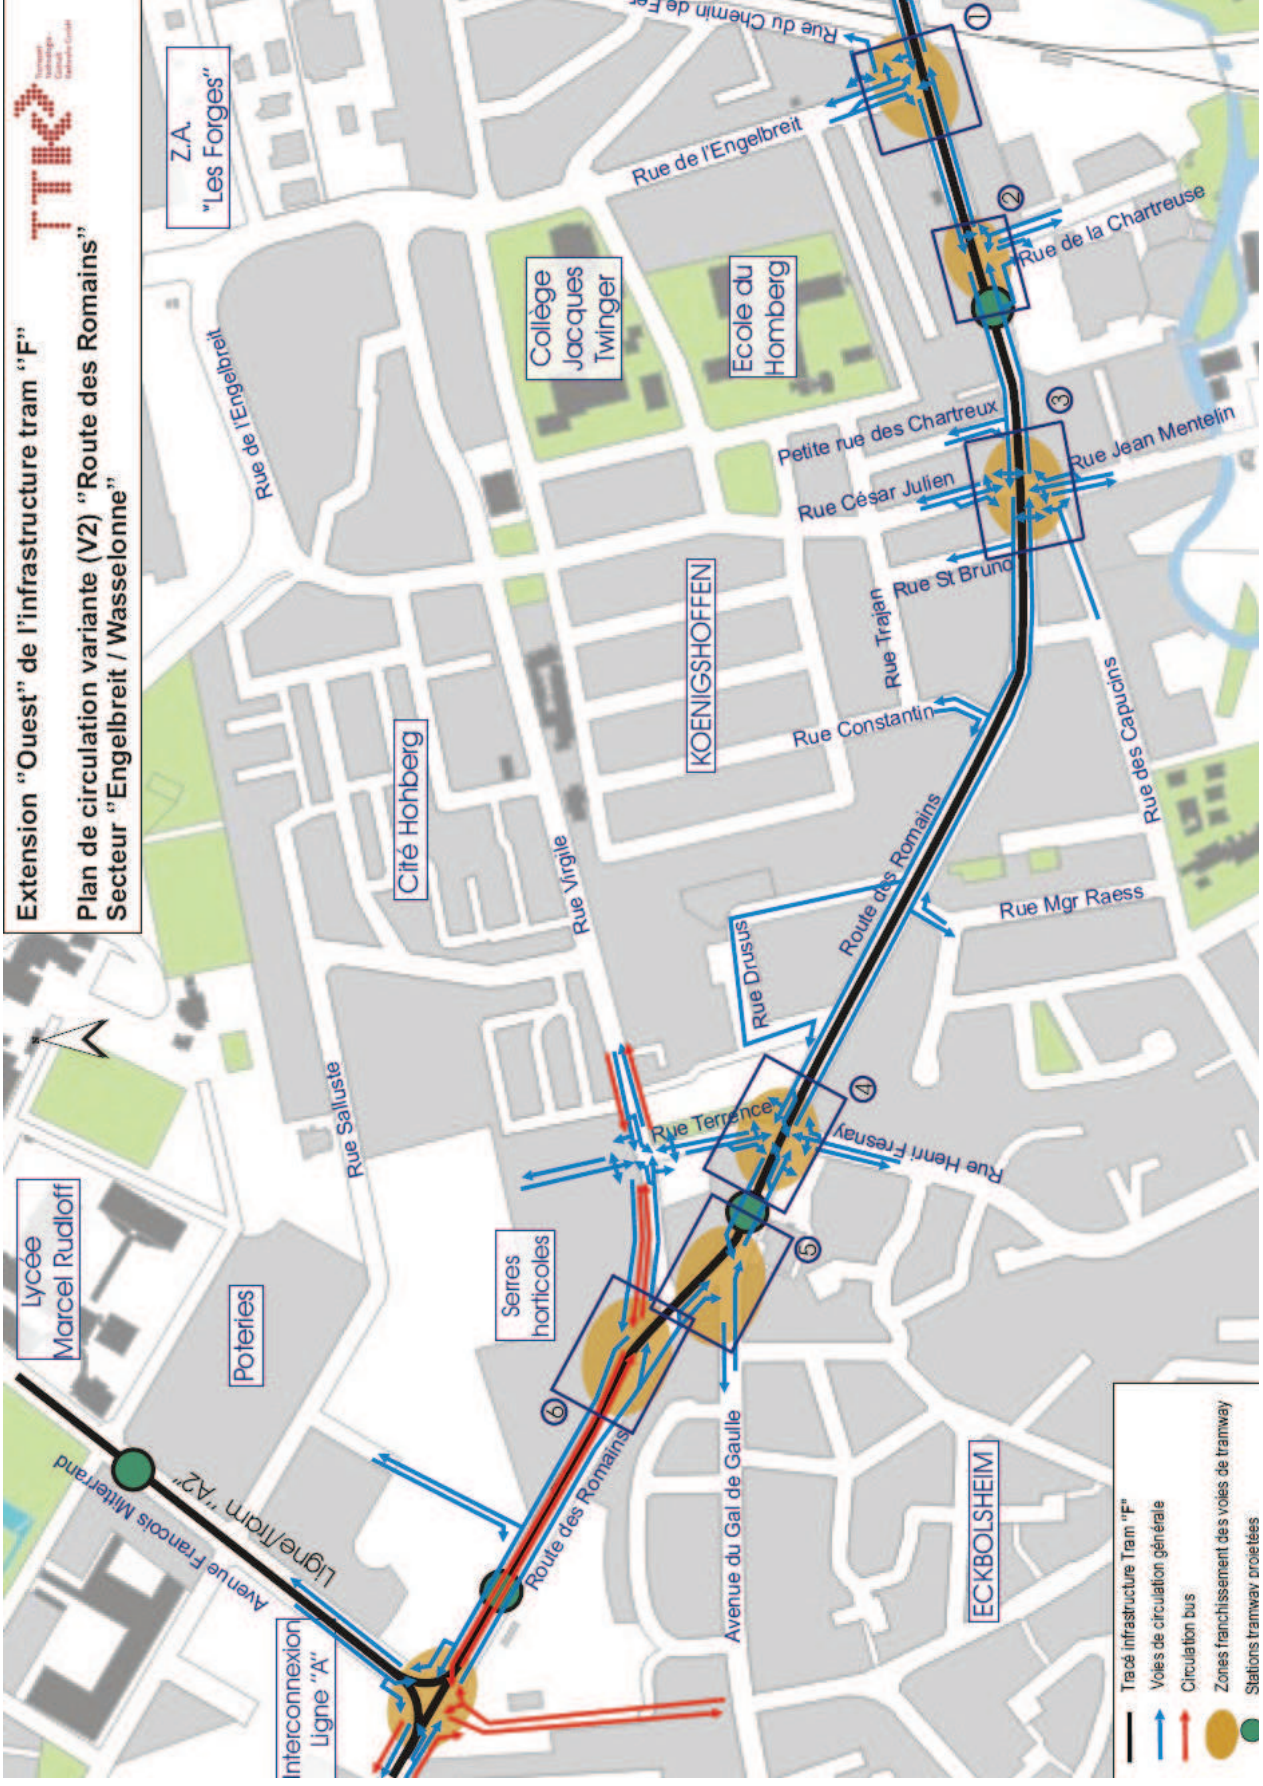 Extension ‘‘Ouest’’ de l’infrastructure tram ‘‘F’’
Plan de circulation variante (V2) ‘‘Route des Romains’’
Secteur ‘‘Engelbreit / Wasselonne’’
TTK
Lycée
Marcel Rudloff
Poteries
Interconnexion
Ligne ‘‘A’’
Avenue Francois Mitterrand
Ligne/Tram ‘‘A2’’
Rue Salluste
Serres
horticoles
Cité Hohberg
Rue Virgile
Rue de l'Engelbreit
Z.A.
‘‘Les Forges’’
Collège
Jacques
Twinger
Ecole du
Homberg
KOENIGSHOFFEN
Rue de l'Engelbreit
Rue du Chemin de Fer
Petite rue des Chartreux
Rue César Julien
Rue St Bruno
Rue Trajan
Rue Constantin
Route des Romains
Rue Drusus
Rue Terrence
Rue Henri Fresnay
Rue Mgr Raess
Rue des Capucins
Rue Jean Mentelin
Rue de la Chartreuse
Route des Romains
Avenue du Gal de Gaulle
ECKBOLSHEIM
1
2
3
4
5
6
Tracé infrastructure Tram "F"
Voies de circulation générale
Circulation bus
Zones franchissement des voies de tramway
Stations tramway projetées